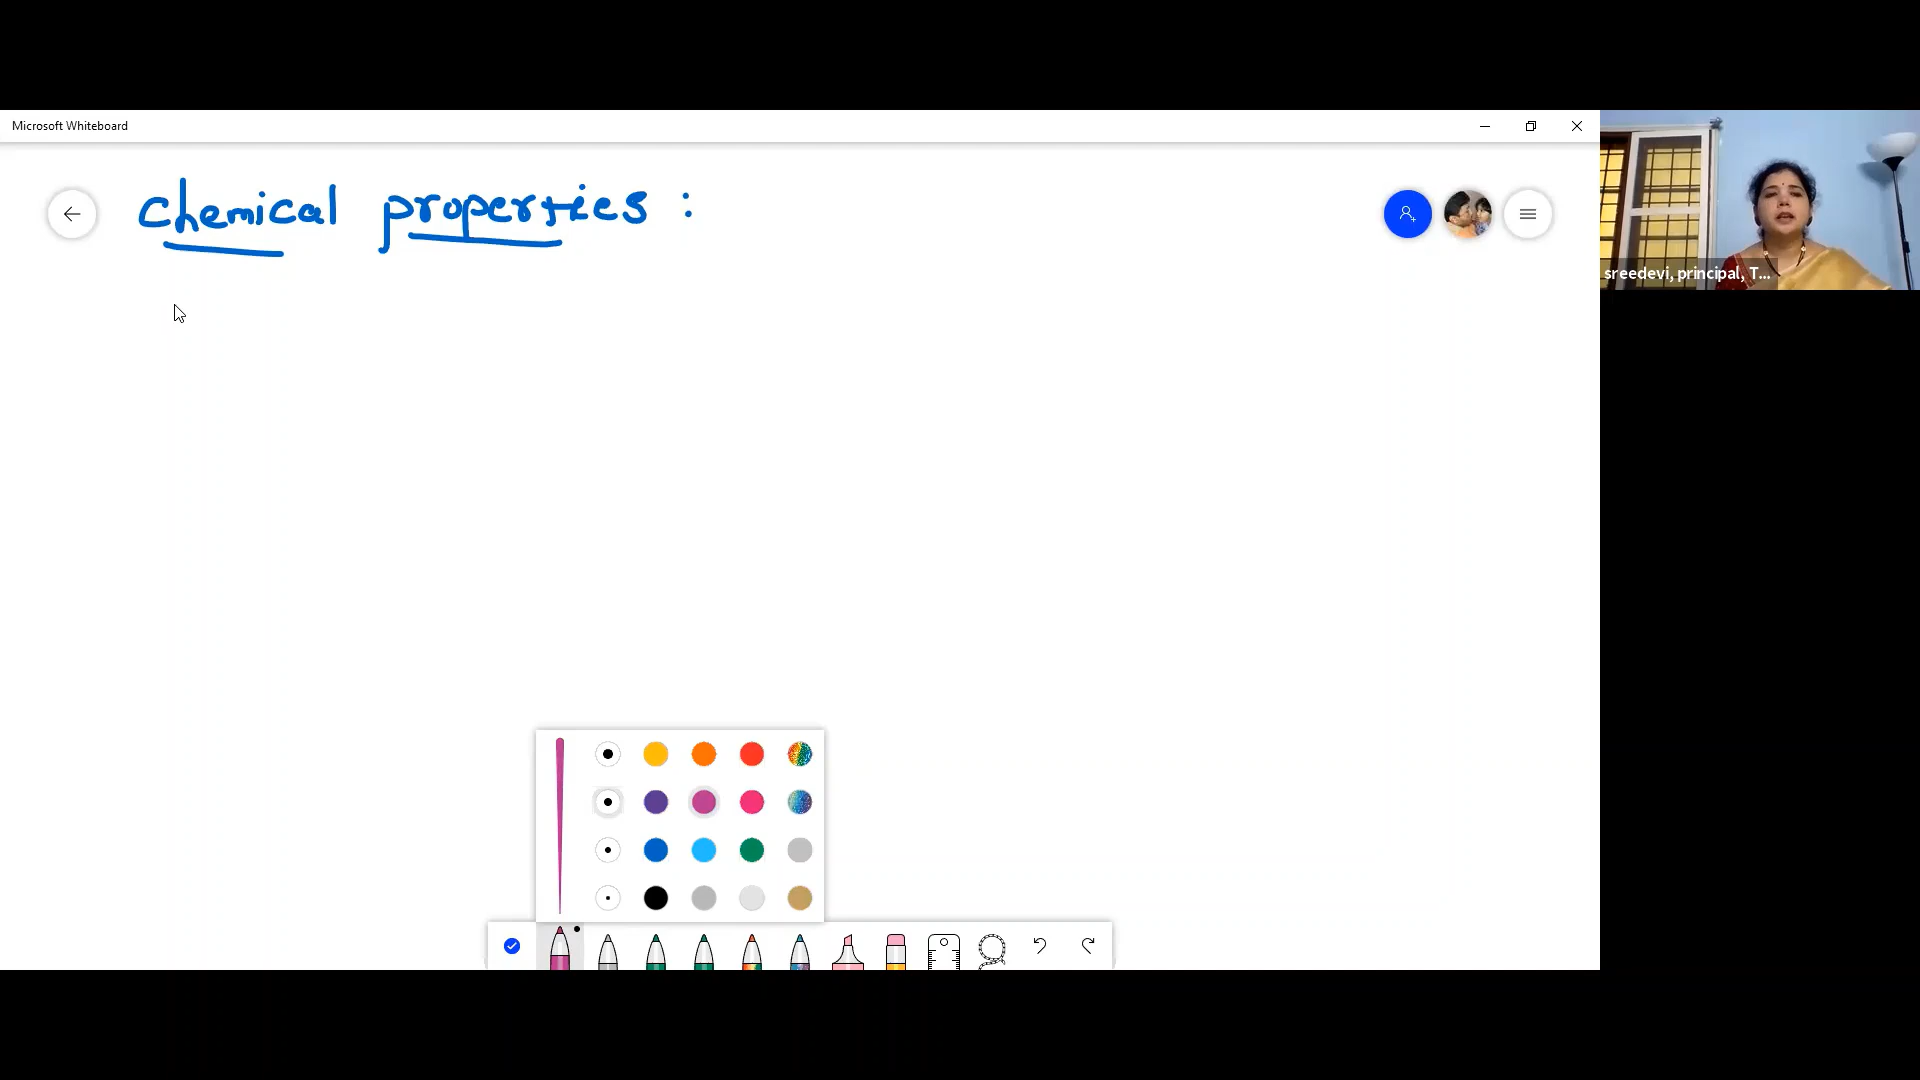 Microsoft Whiteboard
chemical properties :
sreedevi, principal, T...